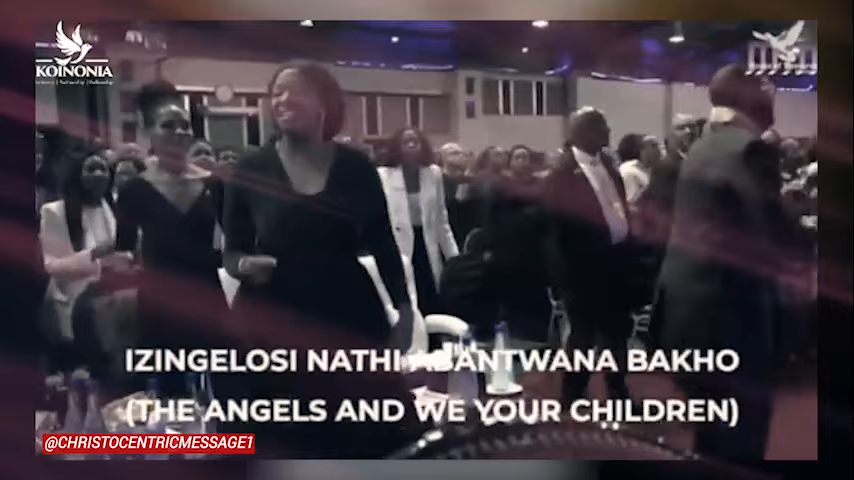 KOINONIA
IZINGELOSI NATHI ABANTWANA BAKHO
(THE ANGELS AND WE YOUR CHILDREN)
@CHRISTOCENTRICMESSAGE1